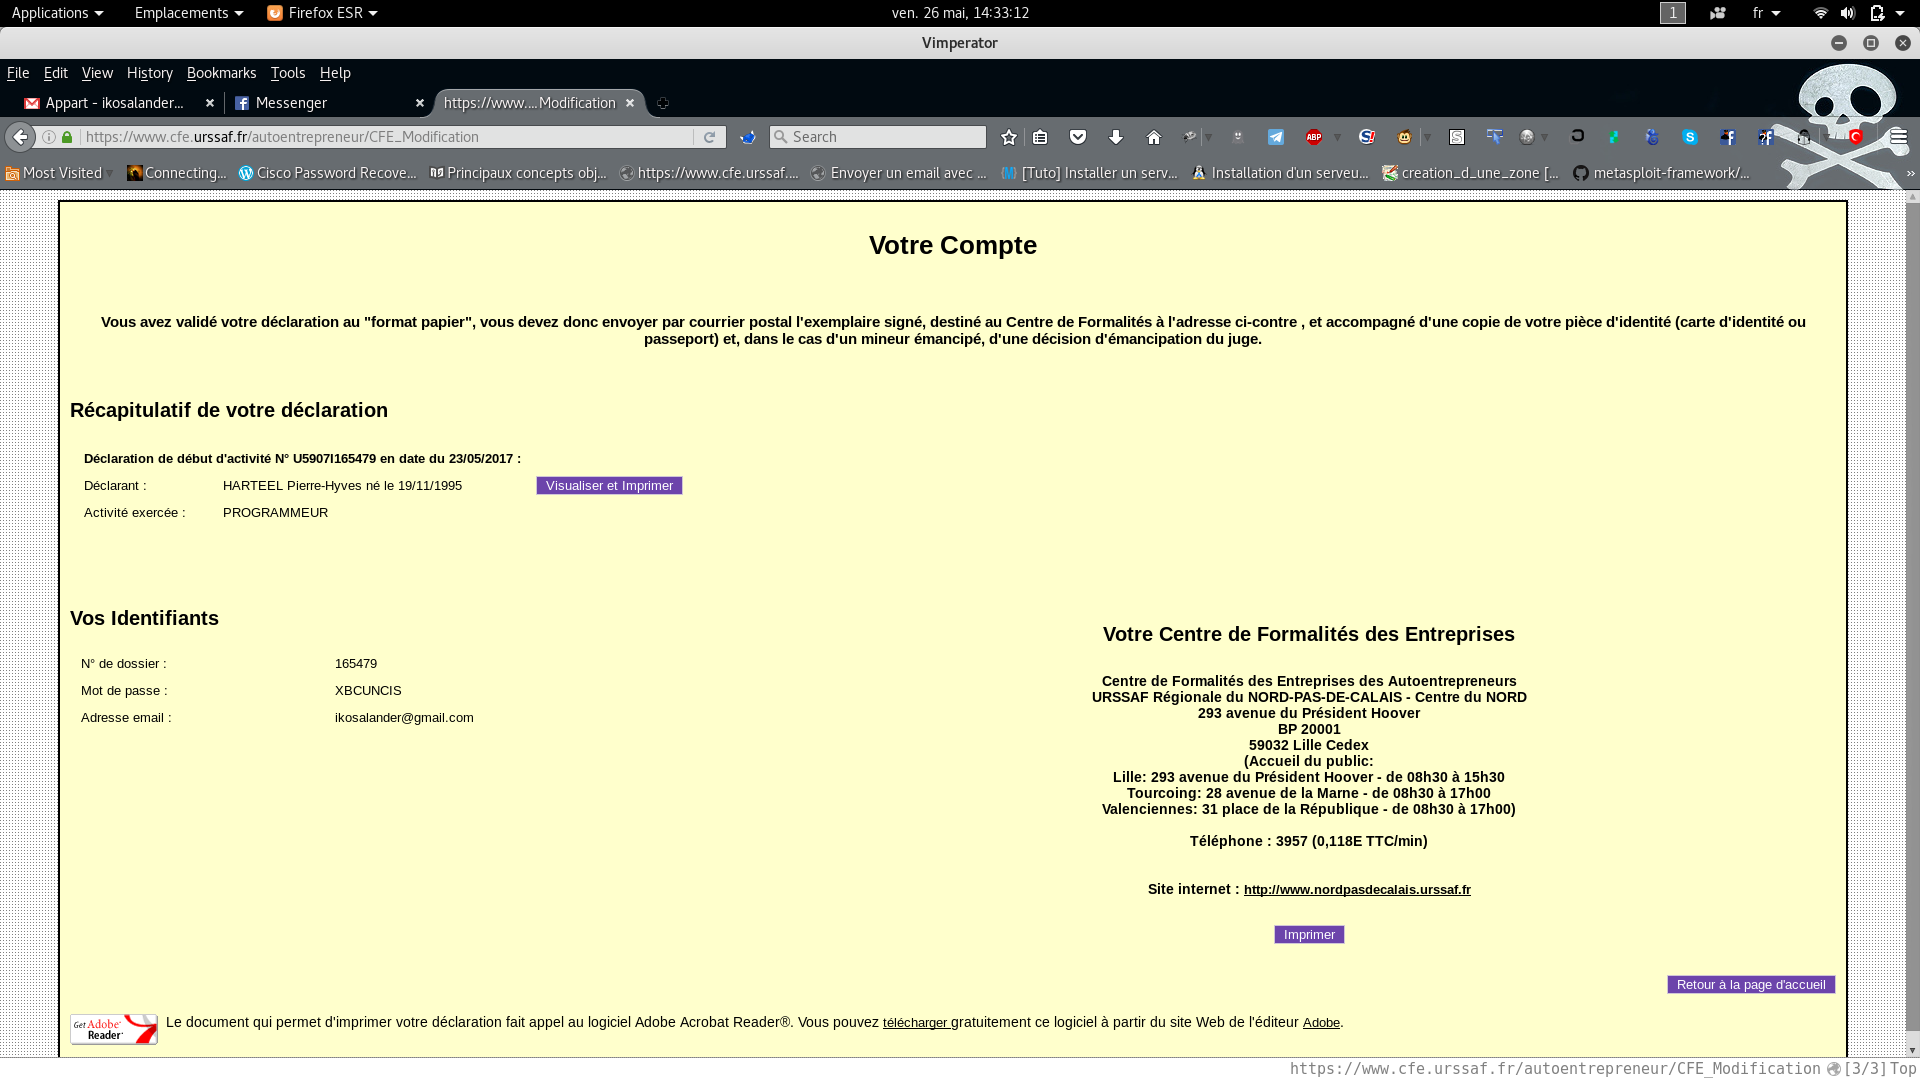 Applications Emplacements Firefox ESR ven. 26 mai, 14:33:12 1 fr
Vimperator
File Edit View History Bookmarks Tools Help
Appart - ikosalander... Messenger https://www....Modification
https://www.cfe.urssaf.fr/autoentrepreneur/CFE_Modification Search
Most Visited Connecting... Cisco Password Recove... Principaux concepts obj... https://www.cfe.urssaf.... Envoyer un email avec ... [Tuto] Installer un serv... Installation d'un serveu... creation_d_une_zone [... metasploit-framework/... »
Votre Compte
Vous avez validé votre déclaration au "format papier", vous devez donc envoyer par courrier postal l'exemplaire signé, destiné au Centre de Formalités à l'adresse ci-contre , et accompagné d'une copie de votre pièce d'identité (carte d'identité ou
passeport) et, dans le cas d'un mineur émancipé, d'une décision d'émancipation du juge.
Récapitulatif de votre déclaration
Déclaration de début d'activité N° U5907I165479 en date du 23/05/2017 :
Déclarant : HARTEEL Pierre-Hyves né le 19/11/1995 Visualiser et Imprimer
Activité exercée : PROGRAMMEUR
Vos Identifiants
N° de dossier : 165479
Mot de passe : XBCUNCIS
Adresse email : ikosalander@gmail.com
Votre Centre de Formalités des Entreprises
Centre de Formalités des Entreprises des Autoentrepreneurs
URSSAF Régionale du NORD-PAS-DE-CALAIS - Centre du NORD
293 avenue du Président Hoover
BP 20001
59032 Lille Cedex
(Accueil du public:
Lille: 293 avenue du Président Hoover - de 08h30 à 15h30
Tourcoing: 28 avenue de la Marne - de 08h30 à 17h00
Valenciennes: 31 place de la République - de 08h30 à 17h00)
Téléphone : 3957 (0,118E TTC/min)
Site internet : http://www.nordpasdecalais.urssaf.fr
Imprimer
Retour à la page d'accueil
Get Adobe Reader Le document qui permet d'imprimer votre déclaration fait appel au logiciel Adobe Acrobat Reader®. Vous pouvez télécharger gratuitement ce logiciel à partir du site Web de l'éditeur Adobe.
https://www.cfe.urssaf.fr/autoentrepreneur/CFE_Modification [3/3] Top